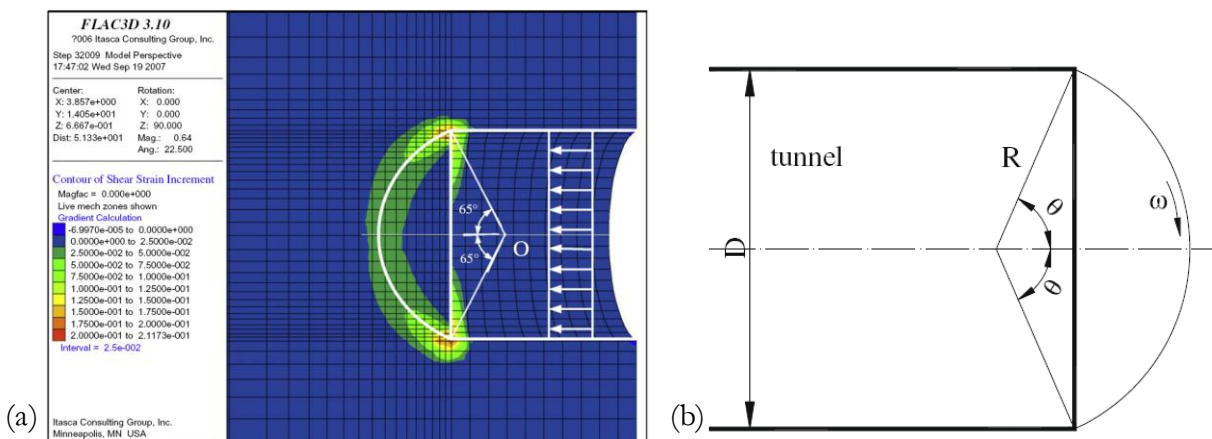 FLAC3D 3.10
?006 Itasca Consulting Group, Inc.
Step 32009 Model Perspective
17:47:02 Wed Sep 19 2007
Center:
X: 3.857e+000
Y: 1.405e+001
Z: 6.667e-001
Dist: 5.133e+001
Rotation:
X: 0.000
Y: 0.000
Z: 90.000
Mag.: 0.64
Ang.: 22.500
Contour of Shear Strain Increment
Magfac = 0.000e+000
Live mech zones shown
Gradient Calculation
-6.9970e-005 to 0.0000e+000
0.0000e+000 to 2.5000e-002
2.5000e-002 to 5.0000e-002
5.0000e-002 to 7.5000e-002
7.5000e-002 to 1.0000e-001
1.0000e-001 to 1.2500e-001
1.2500e-001 to 1.5000e-001
1.5000e-001 to 1.7500e-001
1.7500e-001 to 2.0000e-001
2.0000e-001 to 2.1173e-001
Interval = 2.5e-002
Itasca Consulting Group, Inc.
Minneapolis, MN USA
(a)
65°
65°
O
tunnel
R
D
θ
θ
ω
(b)